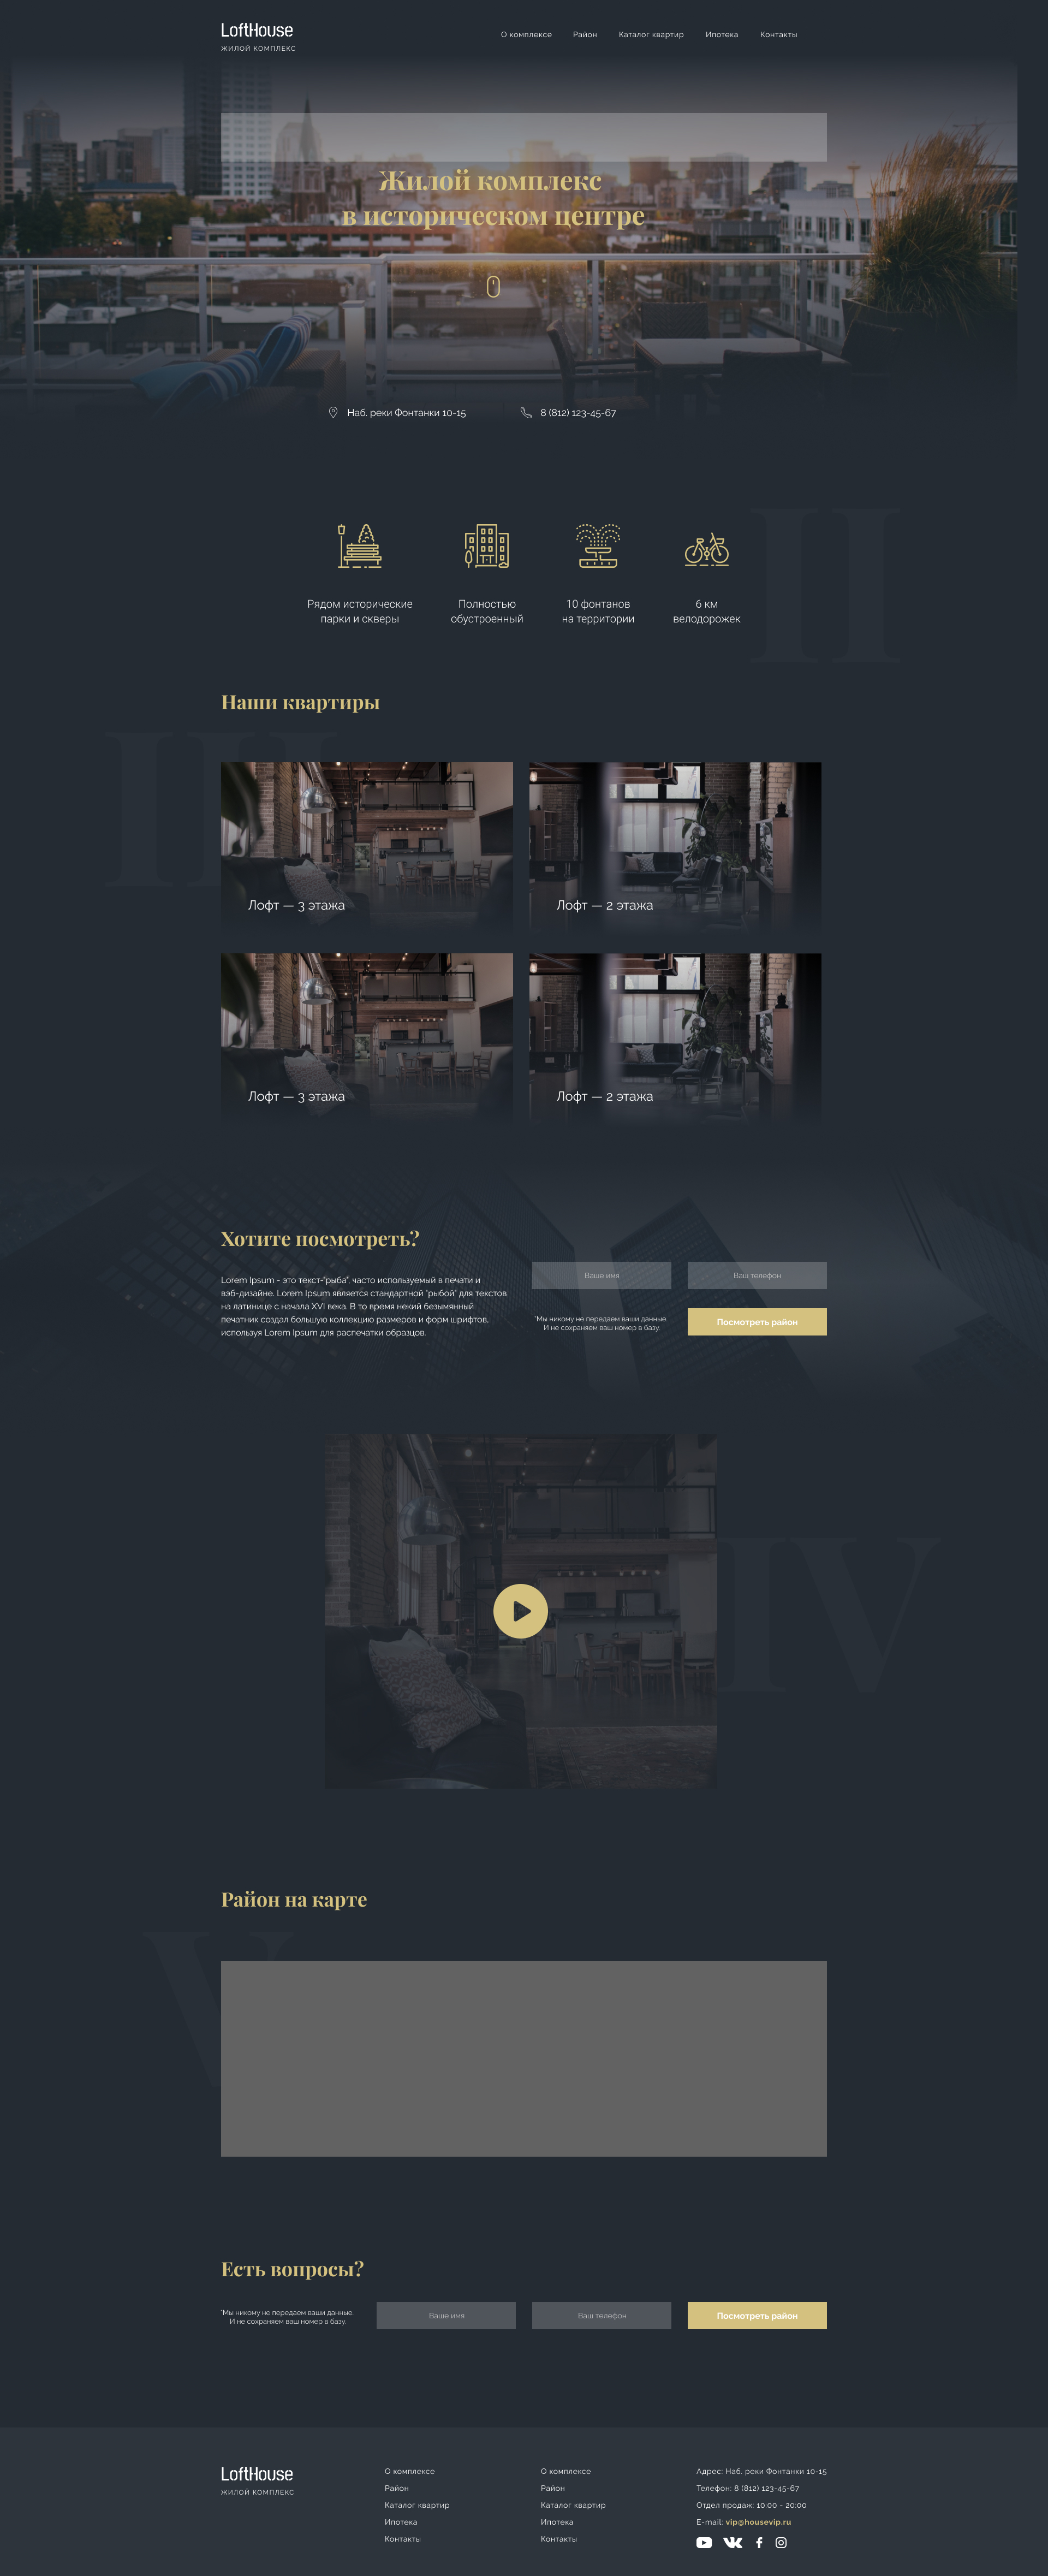 LoftHouse
ЖИЛОЙ КОМПЛЕКС
О комплексе
Район
Каталог квартир
Ипотека
Контакты
Жилой комплекс
в историческом центре
Наб. реки Фонтанки 10-15
8 (812) 123-45-67
II
Рядом исторические
парки и скверы
Полностью
обустроенный
10 фонтанов
на территории
6 км
велодорожек
Наши квартиры
III
Лофт — 3 этажа
Лофт — 2 этажа
Лофт — 3 этажа
Лофт — 2 этажа
Хотите посмотреть?
Lorem Ipsum - это текст-"рыба", часто используемый в печати и
вэб-дизайне. Lorem Ipsum является стандартной "рыбой" для текстов
на латинице с начала XVI века. В то время некий безымянный
печатник создал большую коллекцию размеров и форм шрифтов,
используя Lorem Ipsum для распечатки образцов.
Ваше имя
Ваш телефон
*Мы никому не передаем ваши данные.
И не сохраняем ваш номер в базу.
Посмотреть район
IV
Район на карте
V
Есть вопросы?
*Мы никому не передаем ваши данные.
И не сохраняем ваш номер в базу.
Ваше имя
Ваш телефон
Посмотреть район
LoftHouse
ЖИЛОЙ КОМПЛЕКС
О комплексе
Район
Каталог квартир
Ипотека
Контакты
О комплексе
Район
Каталог квартир
Ипотека
Контакты
Адрес: Наб. реки Фонтанки 10-15
Телефон: 8 (812) 123-45-67
Отдел продаж: 10:00 - 20:00
E-mail: vip@housevip.ru